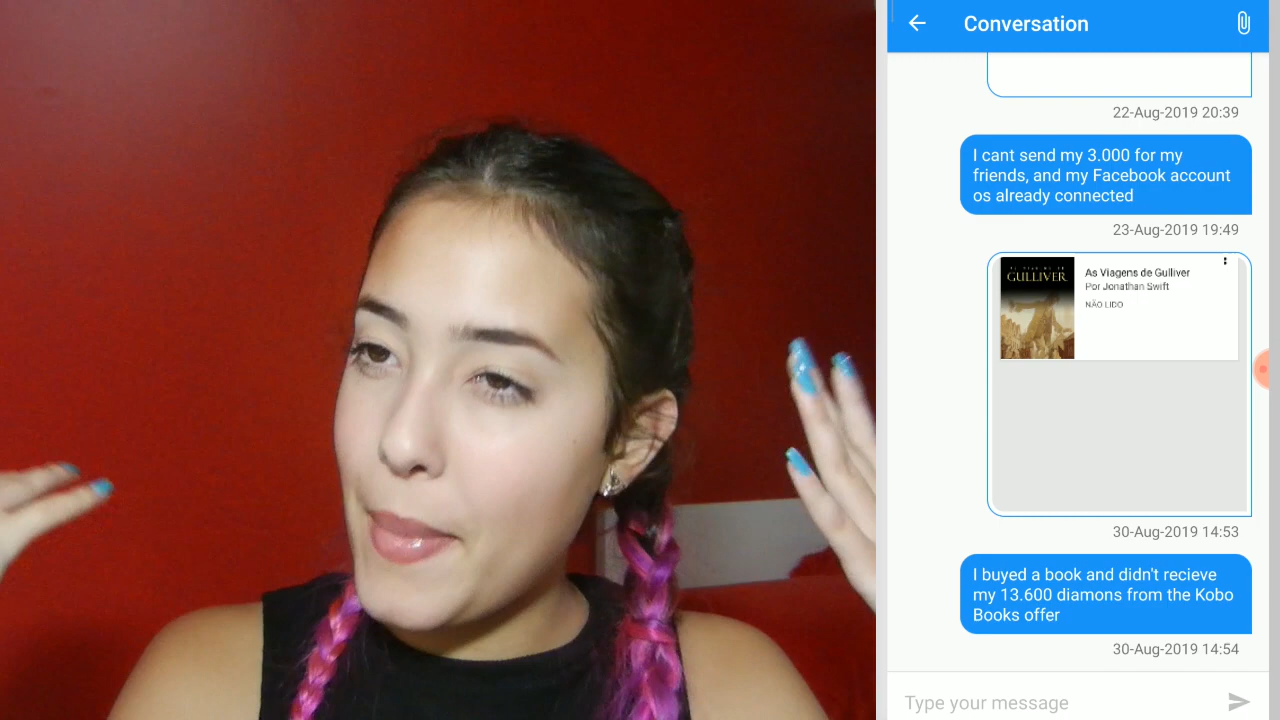 Conversation
22-Aug-2019 20:39
I cant send my 3.000 for my
friends, and my Facebook account
os already connected
23-Aug-2019 19:49
GULLIVER
As Viagens de Gulliver
Por Jonathan Swift
NÃO LIDO
30-Aug-2019 14:53
I buyed a book and didn't recieve
my 13.600 diamons from the Kobo
Books offer
30-Aug-2019 14:54
Type your message